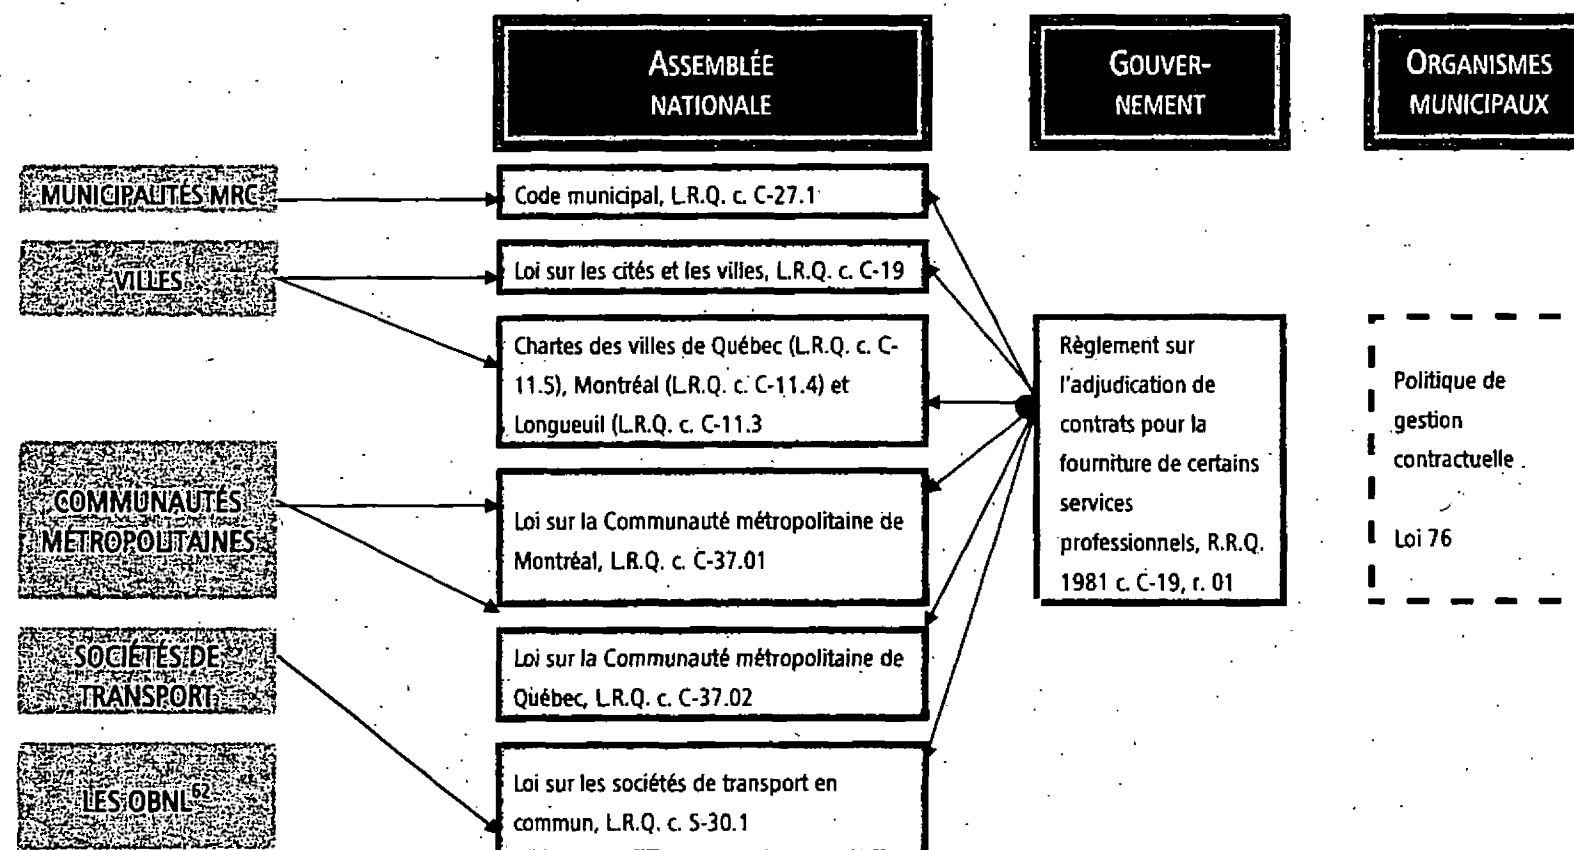 ASSEMBLÉE
NATIONALE
GOUVER-
NEMENT
ORGANISMES
MUNICIPAUX
MUNICIPALITÉS MRC
Code municipal, L.R.Q. c. C-27.1
VILLES
Loi sur les cités et les villes, L.R.Q. c. C-19
Chartes des villes de Québec (L.R.Q. c. C-
11.5), Montréal (L.R.Q. c. C-11.4) et
Longueuil (L.R.Q. c. C-11.3
COMMUNAUTÉS
MÉTROPOLITAINES
Loi sur la Communauté métropolitaine de
Montréal, L.R.Q. c. C-37.01
SOCIÉTÉS DE
TRANSPORT
Loi sur la Communauté métropolitaine de
Québec, L.R.Q. c. C-37.02
LES OBNL62
Loi sur les sociétés de transport en
commun, L.R.Q. c. S-30.1
Règlement sur
l'adjudication de
contrats pour la
fourniture de certains
services
professionnels, R.R.Q.
1981 c. C-19, r. 01
Politique de
gestion
contractuelle
Loi 76